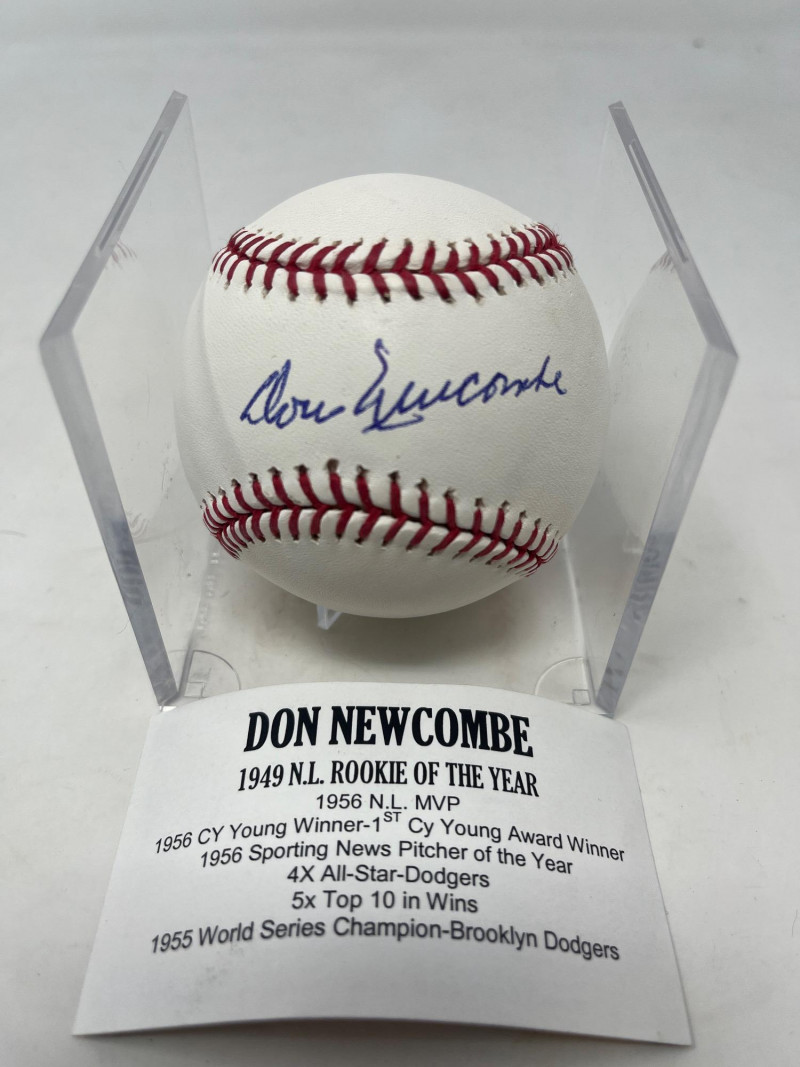 Don Newcombe
DON NEWCOMBE
1949 N.L. ROOKIE OF THE YEAR
1956 N.L. MVP
1956 CY Young Winner-1ST Cy Young Award Winner
1956 Sporting News Pitcher of the Year
4X All-Star-Dodgers
5x Top 10 in Wins
1955 World Series Champion-Brooklyn Dodgers